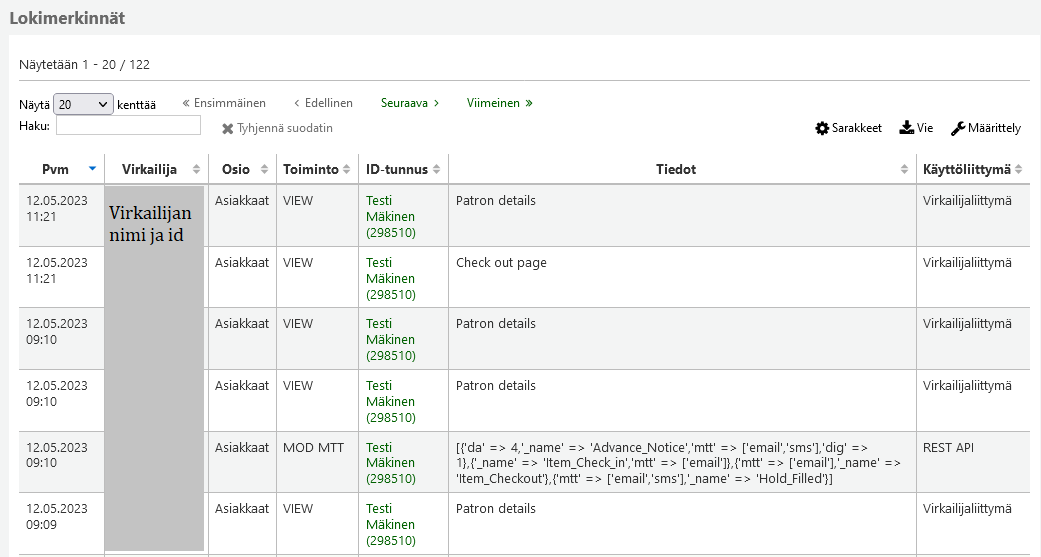 Lokimerkinnät
Näytetään 1 - 20 / 122
Näytä 20 kenttää « Ensimmäinen < Edellinen Seuraava > Viimeinen »
Haku: Tyhjennä suodatin Sarakkeet Vie Määrittely
Pvm Virkailija Osio Toiminto ID-tunnus Tiedot Käyttöliittymä
Virkailijan
nimi ja id
12.05.2023 Asiakkaat VIEW Testi Patron details Virkailijaliittymä
11:21 Mäkinen
(298510)
12.05.2023 Asiakkaat VIEW Testi Check out page Virkailijaliittymä
11:21 Mäkinen
(298510)
12.05.2023 Asiakkaat VIEW Testi Patron details Virkailijaliittymä
09:10 Mäkinen
(298510)
12.05.2023 Asiakkaat VIEW Testi Patron details Virkailijaliittymä
09:10 Mäkinen
(298510)
12.05.2023 Asiakkaat MOD MTT Testi [{'da' => 4,'_name' => 'Advance_Notice','mtt' => ['email','sms'],'dig' => REST API
09:10 Mäkinen 1},{'_name' => 'Item_Check_in','mtt' => ['email']},{'mtt' => ['email'],'_name' =>
(298510) 'Item_Checkout'},{'mtt' => ['email','sms'],'_name' => 'Hold_Filled'}]
12.05.2023 Asiakkaat VIEW Testi Patron details Virkailijaliittymä
09:09 Mäkinen
(298510)